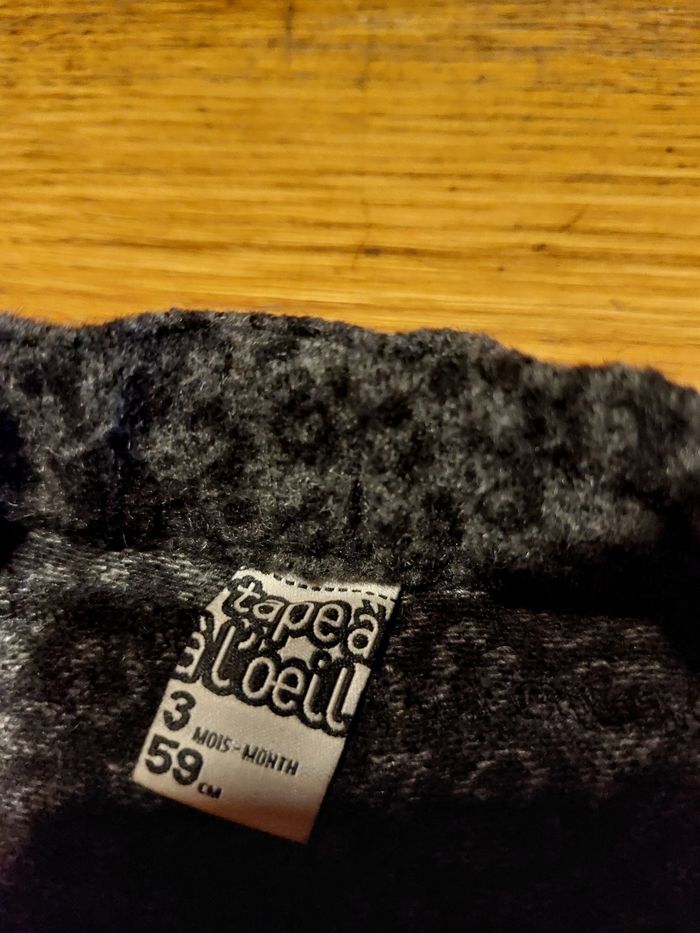 tape à
à l'oeil
3
MOIS-MONTH
59 CM